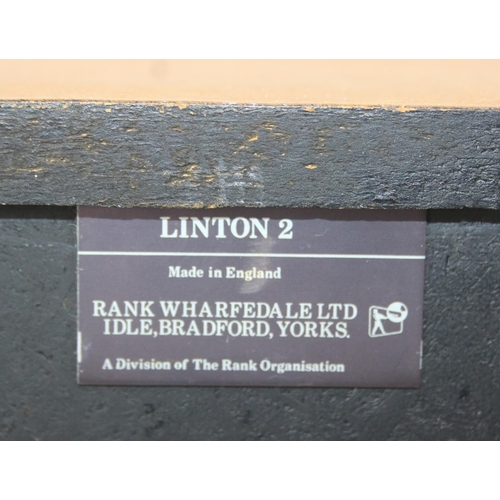 LINTON 2
Made in England
RANK WHARFEDALE LTD
IDLE, BRADFORD, YORKS.
A Division of The Rank Organisation